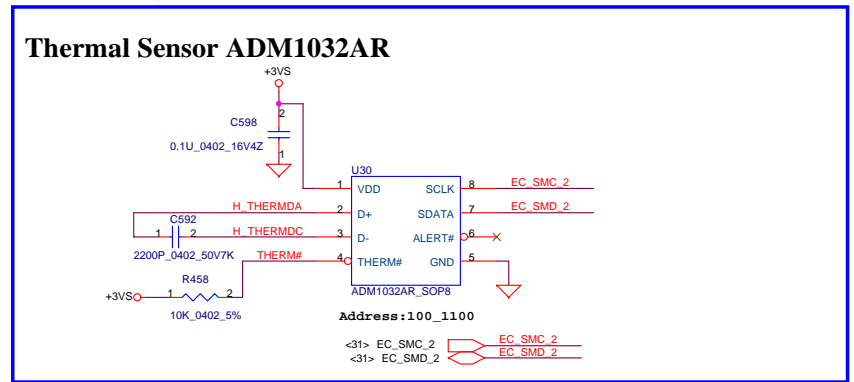 Thermal Sensor ADM1032AR
+3VS
2
C598
0.1U_0402_16V4Z
1
U30
1 VDD SCLK 8 EC_SMC_2
H_THERMDA 2 D+ SDATA 7 EC_SMD_2
C592
1 2 H_THERMDC 3 D- ALERT# 6
2200P_0402_50V7K THERM# 4 THERM# GND 5
R458
+3VS 1 2
ADM1032AR_SOP8
10K_0402_5%
Address:100_1100
<31> EC_SMC_2 EC_SMC_2
<31> EC_SMD_2 EC_SMD_2